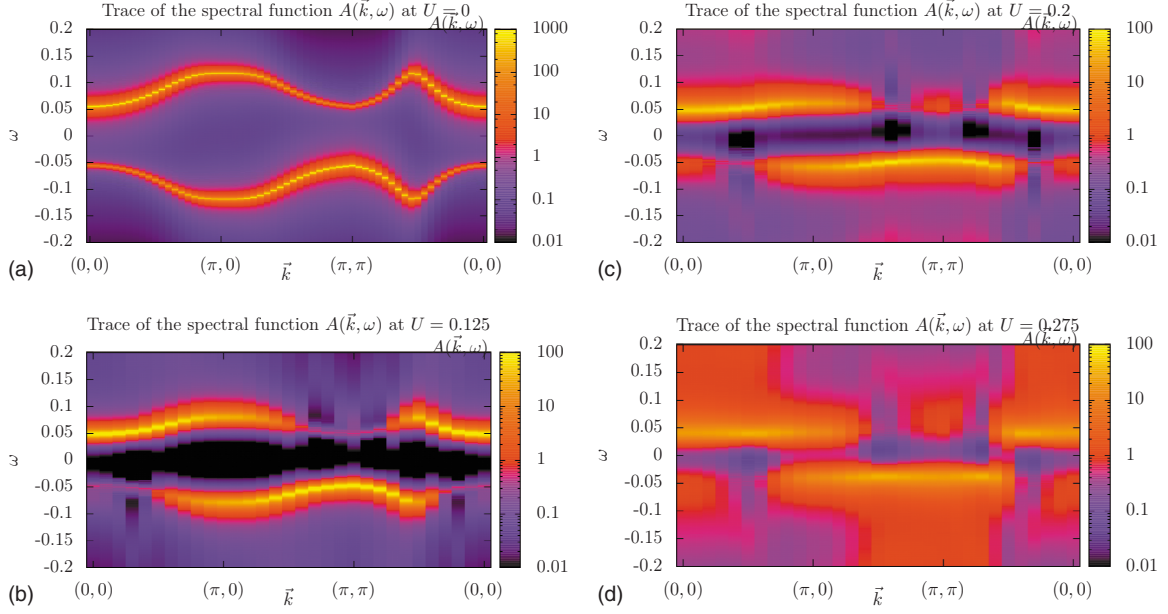 Trace of the spectral function A(k⃗, ω) at U = 0
A(k⃗, ω)
0.2
0.15
0.1
0.05
0
-0.05
-0.1
-0.15
-0.2
ω
1000
100
10
1
0.1
0.01
(0, 0)
(π, 0)
k⃗
(π, π)
(0, 0)
(a)
Trace of the spectral function A(k⃗, ω) at U = 0.125
A(k⃗, ω)
0.2
0.15
0.1
0.05
0
-0.05
-0.1
-0.15
-0.2
ω
100
10
1
0.1
0.01
(0, 0)
(π, 0)
k⃗
(π, π)
(0, 0)
(b)
Trace of the spectral function A(k⃗, ω) at U = 0.2
A(k⃗, ω)
0.2
0.15
0.1
0.05
0
-0.05
-0.1
-0.15
-0.2
ω
100
10
1
0.1
0.01
(0, 0)
(π, 0)
k⃗
(π, π)
(0, 0)
(c)
Trace of the spectral function A(k⃗, ω) at U = 0.275
A(k⃗, ω)
0.2
0.15
0.1
0.05
0
-0.05
-0.1
-0.15
-0.2
ω
100
10
1
0.1
0.01
(0, 0)
(π, 0)
k⃗
(π, π)
(0, 0)
(d)